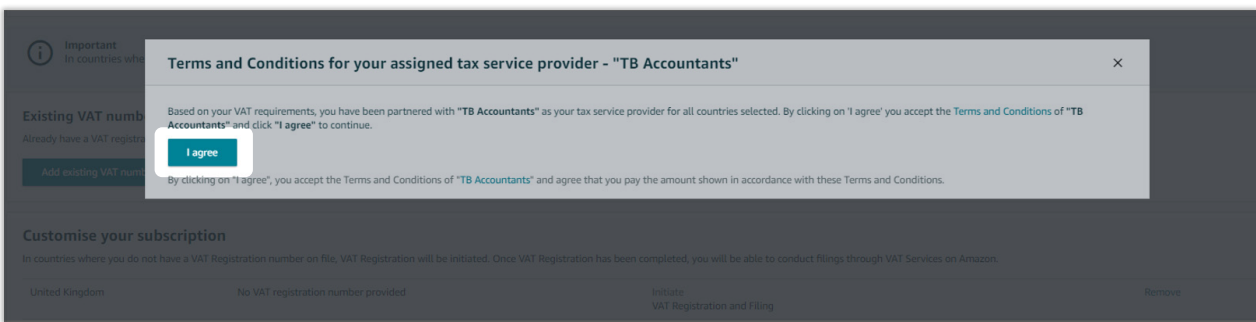 Important
In countries whe
Terms and Conditions for your assigned tax service provider - "TB Accountants"
Existing VAT numb
Based on your VAT requirements, you have been partnered with "TB Accountants" as your tax service provider for all countries selected. By clicking on 'I agree' you accept the Terms and Conditions of "TB
Accountants" and click "I agree" to continue.
Already have a VAT registra
I agree
Add existing VAT numb
By clicking on "I agree", you accept the Terms and Conditions of "TB Accountants" and agree that you pay the amount shown in accordance with these Terms and Conditions.
Customise your subscription
In countries where you do not have a VAT Registration number on file, VAT Registration will be initiated. Once VAT Registration has been completed, you will be able to conduct filings through VAT Services on Amazon.
United Kingdom No VAT registration number provided Initiate Remove
VAT Registration and Filing